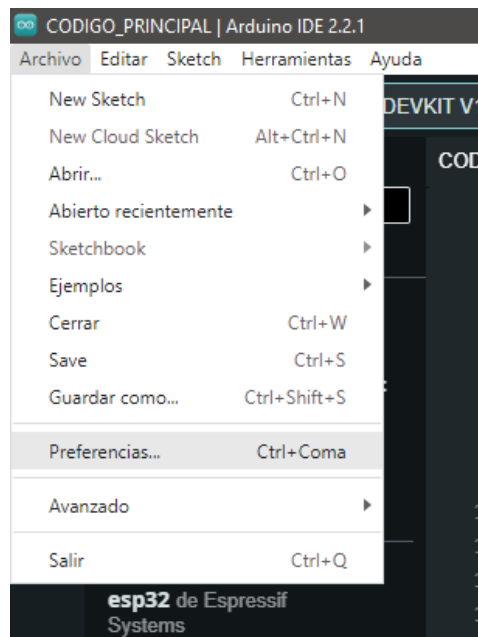 CODIGO_PRINCIPAL | Arduino IDE 2.2.1
Archivo Editar Sketch Herramientas Ayuda
New Sketch Ctrl+N
New Cloud Sketch Alt+Ctrl+N
Abrir... Ctrl+O
Abierto recientemente
Sketchbook
Ejemplos
Cerrar Ctrl+W
Save Ctrl+S
Guardar como... Ctrl+Shift+S
Preferencias... Ctrl+Coma
Avanzado
Salir Ctrl+Q
DEVKIT V1
COD
esp32 de Espressif
Systems